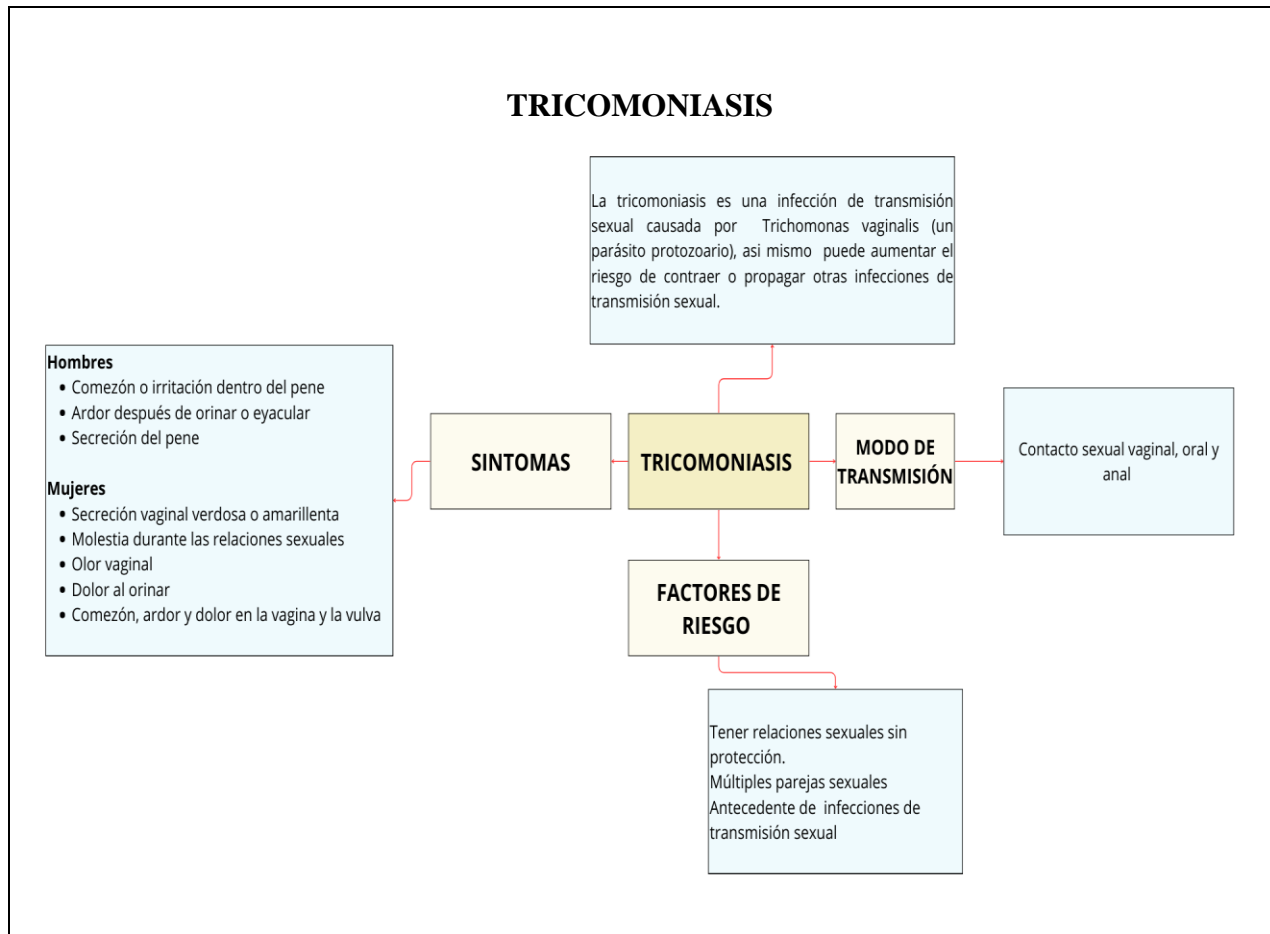 TRICOMONIASIS
La tricomoniasis es una infección de transmisión
sexual causada por Trichomonas vaginalis (un
parásito protozoario), asi mismo puede aumentar el
riesgo de contraer o propagar otras infecciones de
transmisión sexual.
Hombres
• Comezón o irritación dentro del pene
• Ardor después de orinar o eyacular
• Secreción del pene
Mujeres
• Secreción vaginal verdosa o amarillenta
• Molestia durante las relaciones sexuales
• Olor vaginal
• Dolor al orinar
• Comezón, ardor y dolor en la vagina y la vulva
SINTOMAS
TRICOMONIASIS
MODO DE
TRANSMISIÓN
Contacto sexual vaginal, oral y
anal
FACTORES DE
RIESGO
Tener relaciones sexuales sin
protección.
Múltiples parejas sexuales
Antecedente de infecciones de
transmisión sexual